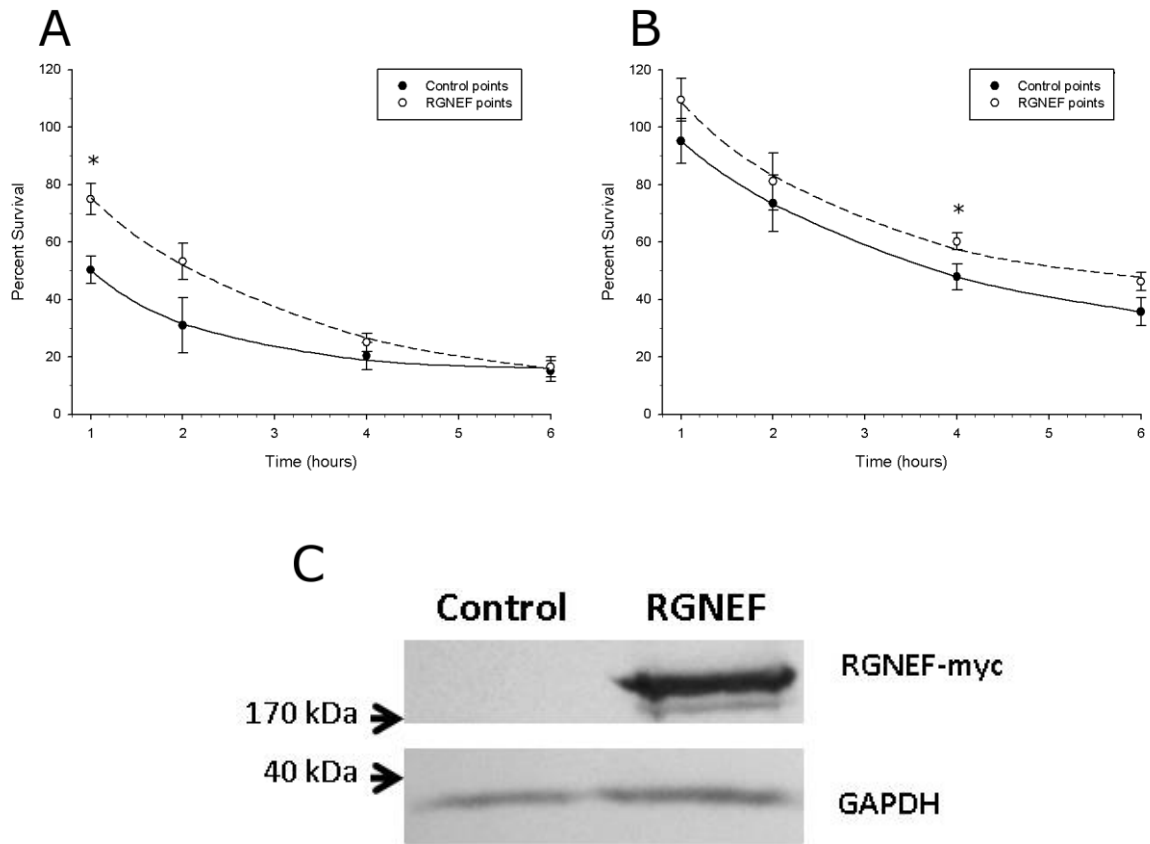 A
120
100
80
60
40
20
0
Percent Survival
Control points
RGNEF points
*
1
2
3
4
5
6
Time (hours)
B
120
100
80
60
40
20
0
Percent Survival
Control points
RGNEF points
*
1
2
3
4
5
6
Time (hours)
C
Control RGNEF
RGNEF-myc
170 kDa
40 kDa
GAPDH